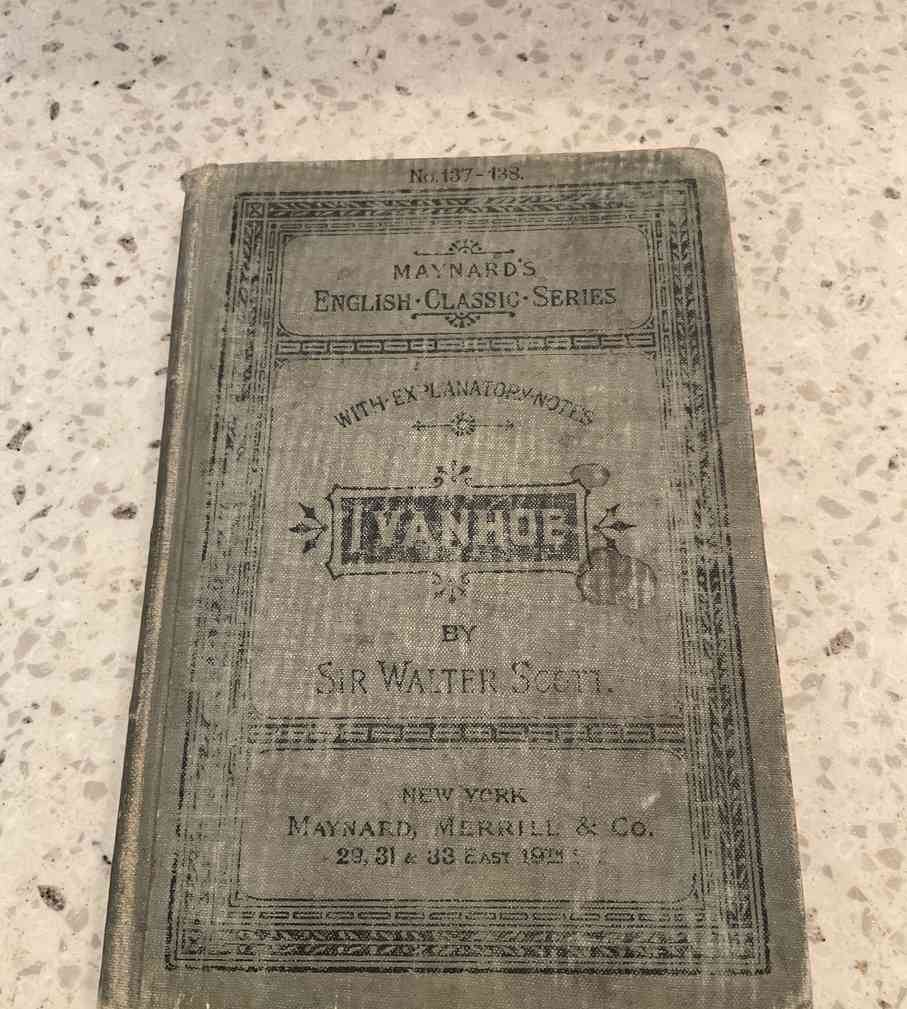 No. 137-138.
MAYNARD'S
ENGLISH·CLASSIC·SERIES
WITH·EXPLANATORY·NOTES
IVANHOE
BY
SIR WALTER SCOTT.
NEW YORK
MAYNARD, MERRILL & Co.
29, 31 & 33 EAST 19TH